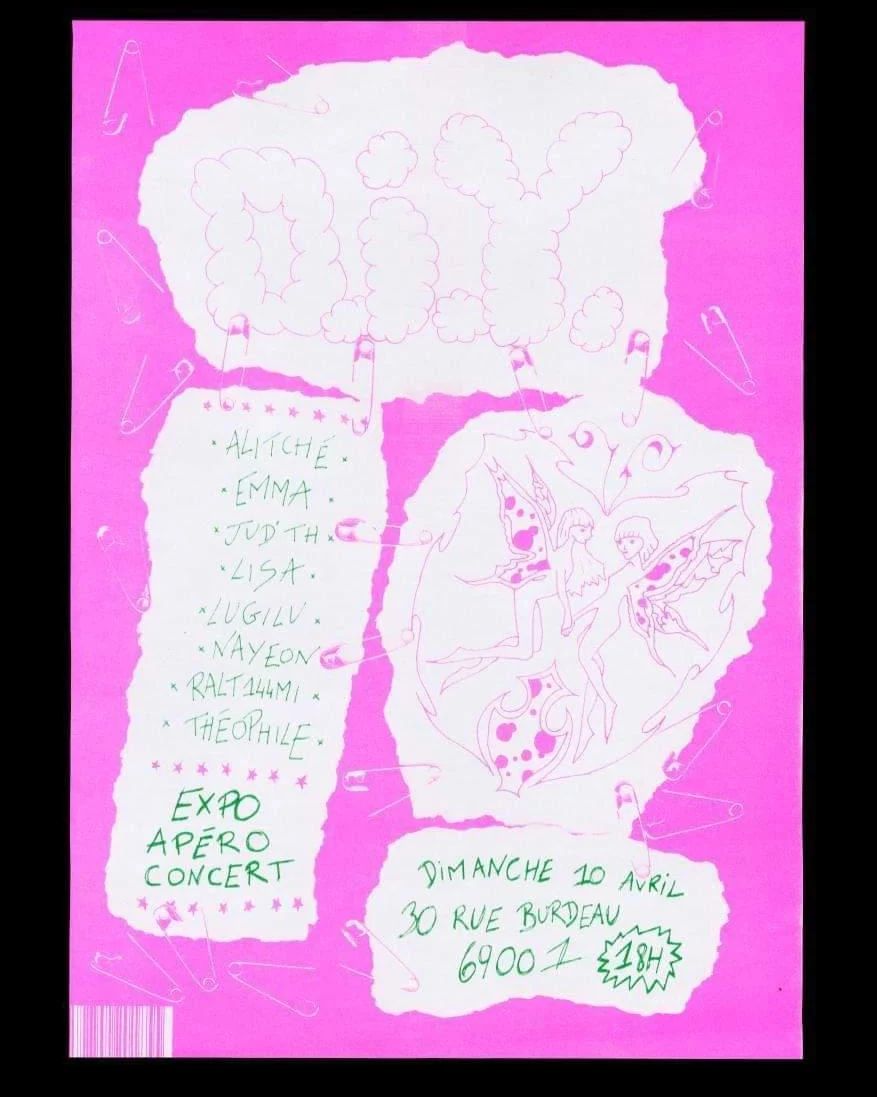 D.i.Y.
ALITCHÉ
EMMA
JUD'TH
LISA
LUGILU
NAYEON
RALT144MI
THÉOPHILE
EXPO
APÉRO
CONCERT
DIMANCHE 10 AVRIL
30 RUE BURDEAU
69001 18H